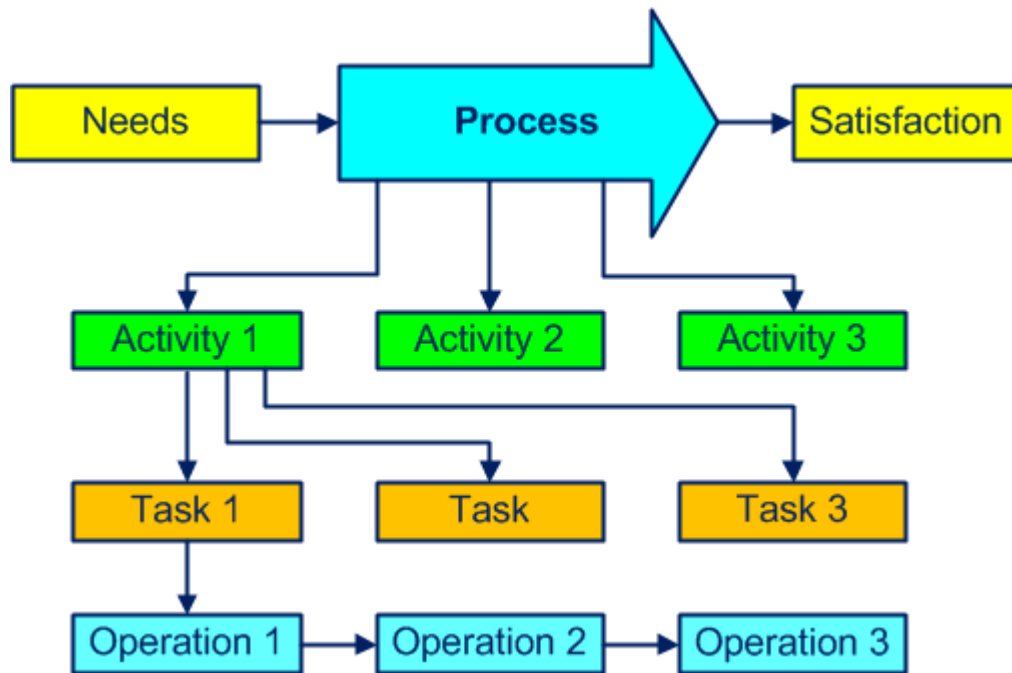 Needs
Process
Satisfaction
Activity 1
Activity 2
Activity 3
Task 1
Task
Task 3
Operation 1
Operation 2
Operation 3